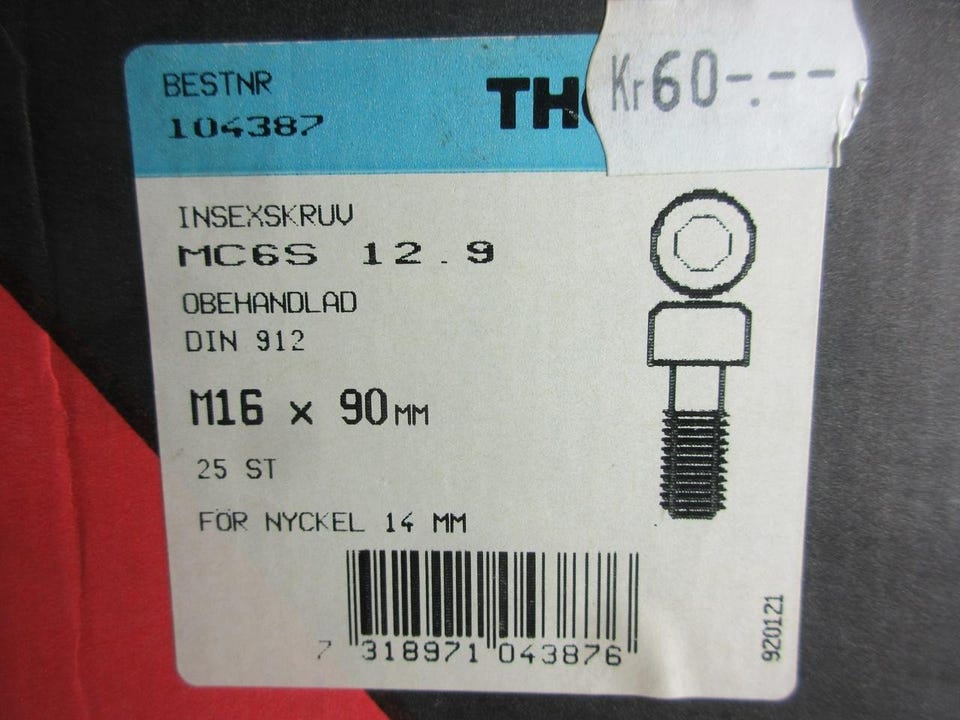 BESTNR
104387
Kr60-.--
INSEXSKRUV
MC6S 12.9
OBEHANDLAD
DIN 912
M16 x 90MM
25 ST
FÖR NYCKEL 14 MM
7 318971 043876
920121